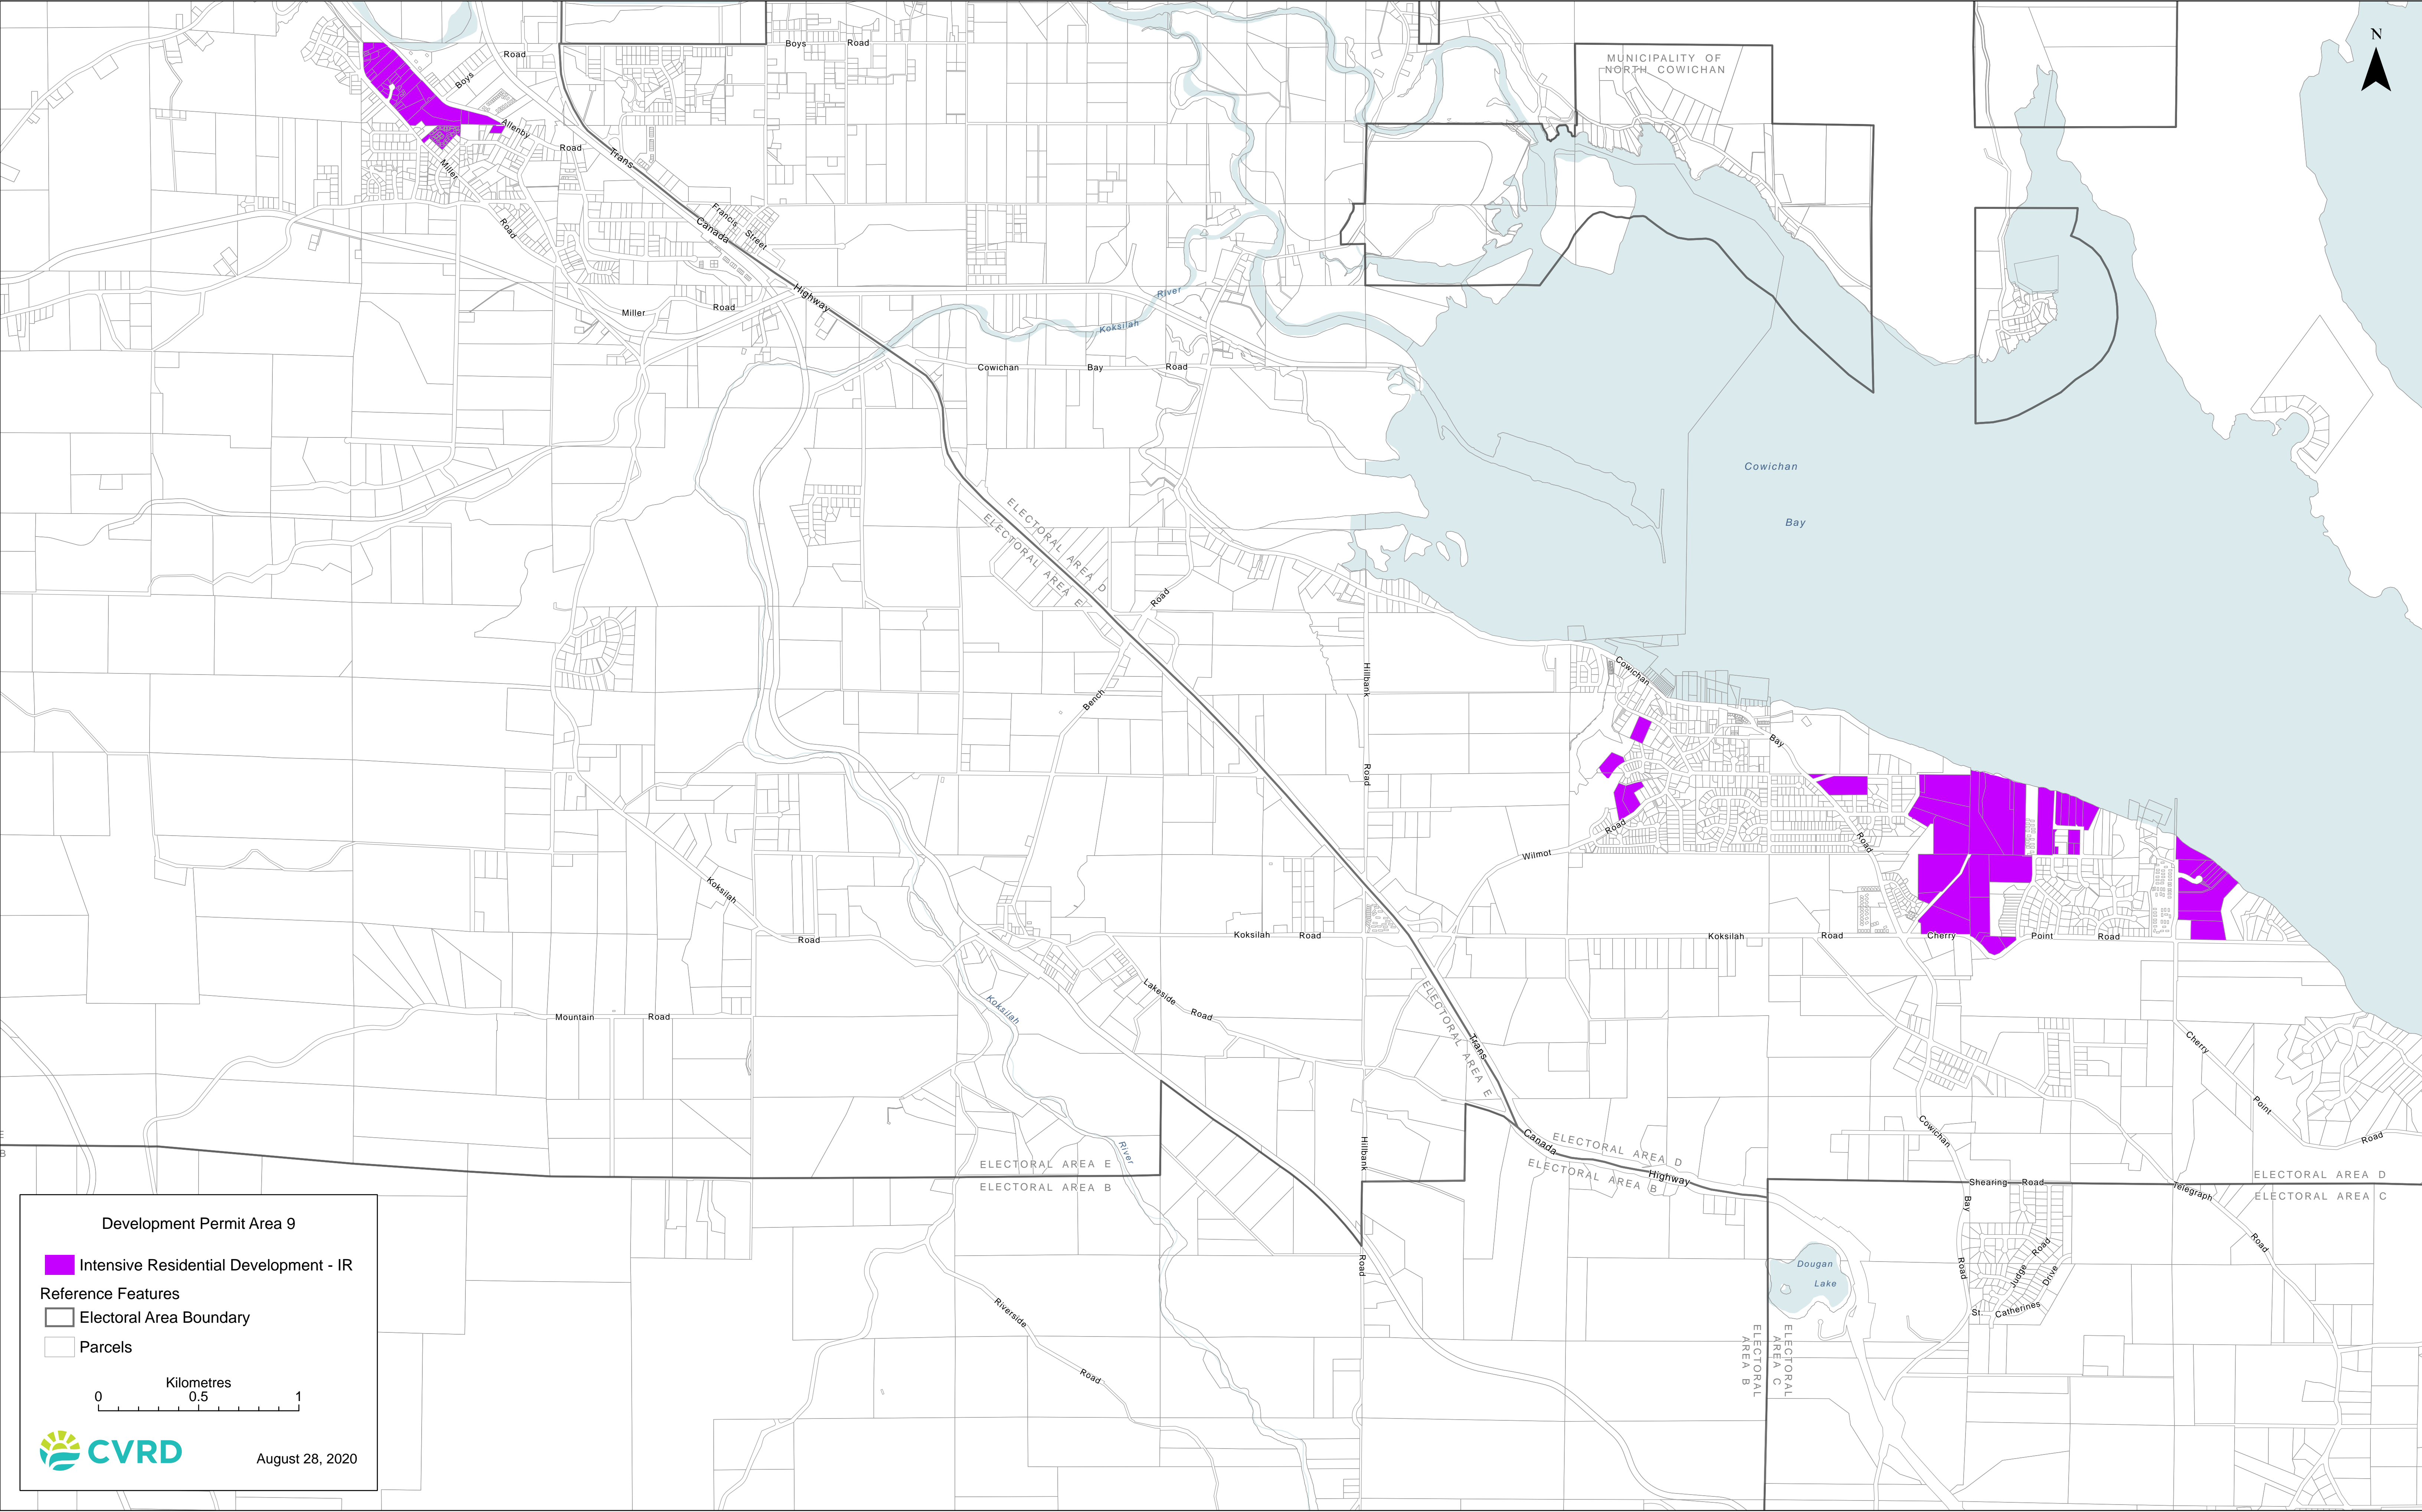 N
MUNICIPALITY OF
NORTH COWICHAN
Boys Road
Road
Boys
Allenby
Road
Trans
Miller
Road
Francis
Street
Canada
Highway
Miller Road
River
Koksilah
Cowichan Bay Road
Cowichan
Bay
ELECTORAL AREA D
ELECTORAL AREA E
Road
Bench
Hillbank
Road
Cowichan
Bay
Road
Road
Wilmot
Koksilah
Road
Koksilah Road
Koksilah Road
Cherry Point Road
Lakeside
Road
Koksilah
Mountain Road
ELECTORAL AREA E
Trans
Cherry
Point
Road
River
Hillbank
Road
Canada
Highway
ELECTORAL AREA D
ELECTORAL AREA B
Cowichan
Bay
Road
E
B
ELECTORAL AREA E
ELECTORAL AREA B
ELECTORAL AREA D
ELECTORAL AREA C
Shearing Road
Telegraph
Road
Judge
Road
St. Catherines
Drive
Dougan
Lake
ELECTORAL
AREA B
ELECTORAL
AREA C
Riverside
Road
Development Permit Area 9
Intensive Residential Development - IR
Reference Features
Electoral Area Boundary
Parcels
Kilometres
0 0.5 1
CVRD
August 28, 2020